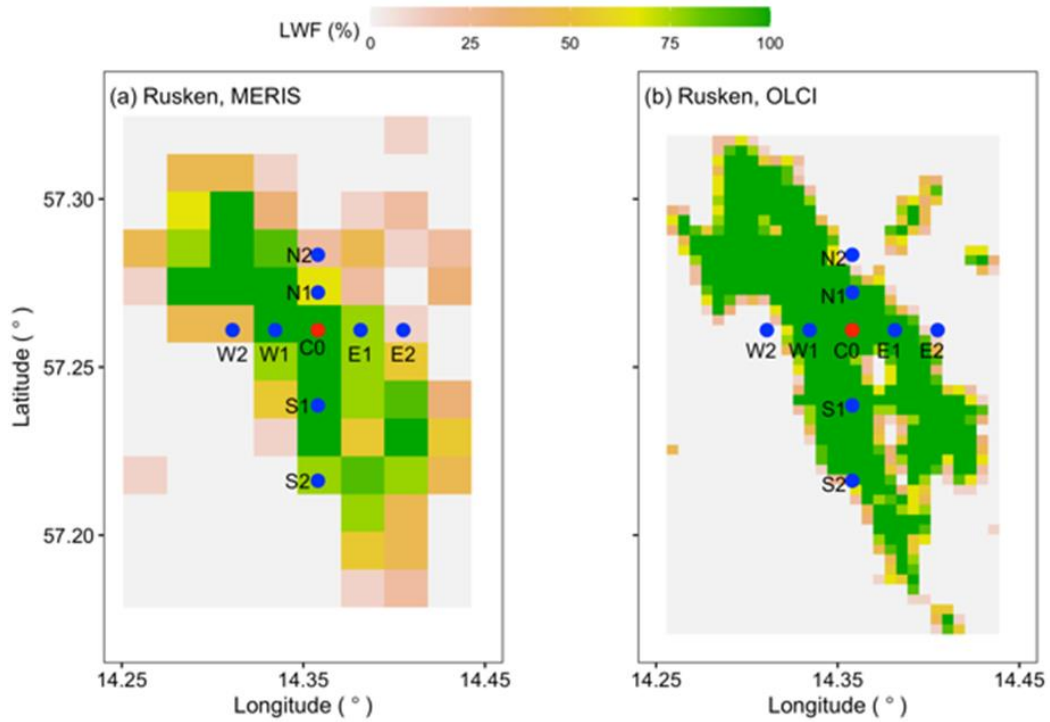 LWF (%)
0 25 50 75 100
(a) Rusken, MERIS
(b) Rusken, OLCI
Latitude ( ° )
57.30
57.25
57.20
N2
N1
W2 W1 C0 E1 E2
S1
S2
N2
N1
W2 W1 C0 E1 E2
S1
S2
14.25 14.35 14.45
14.25 14.35 14.45
Longitude ( ° )
Longitude ( ° )